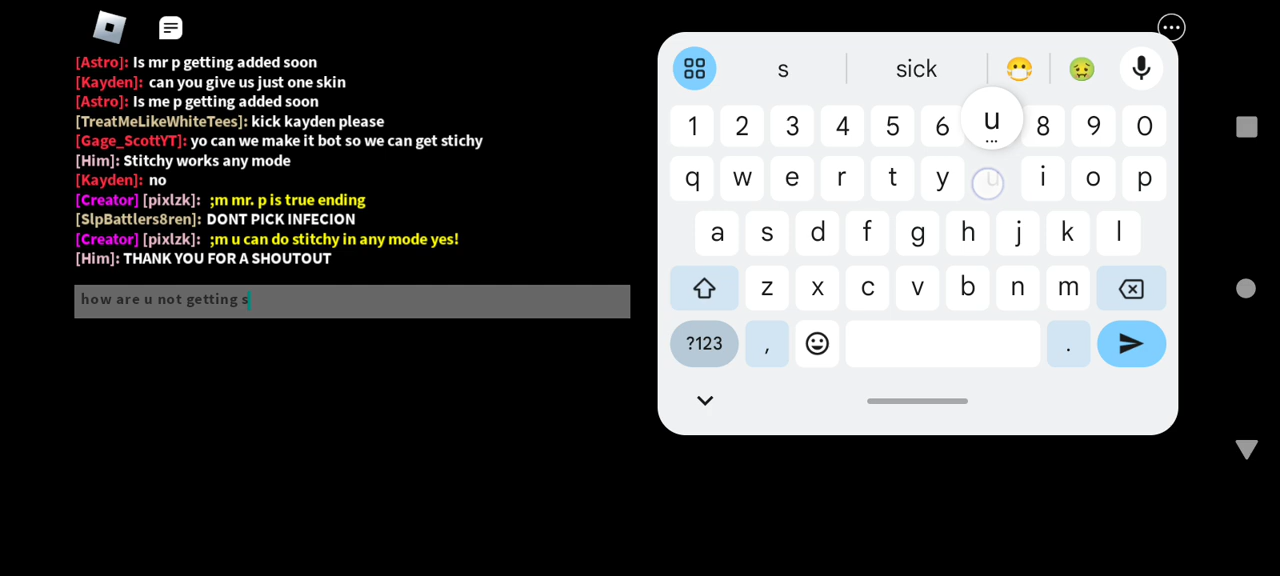 [Astro]: Is mr p getting added soon
[Kayden]: can you give us just one skin
[Astro]: Is me p getting added soon
[TreatMeLikeWhiteTees]: kick kayden please
[Gage_ScottYT]: yo can we make it bot so we can get stichy
[Him]: Stitchy works any mode
[Kayden]: no
[Creator] [pixlzk]: ;m mr. p is true ending
[SlpBattlers8ren]: DONT PICK INFECION
[Creator] [pixlzk]: ;m u can do stitchy in any mode yes!
[Him]: THANK YOU FOR A SHOUTOUT
how are u not getting s
s sick
1 2 3 4 5 6 u 8 9 0
q w e r t y u i o p
a s d f g h j k l
z x c v b n m
?123 , .